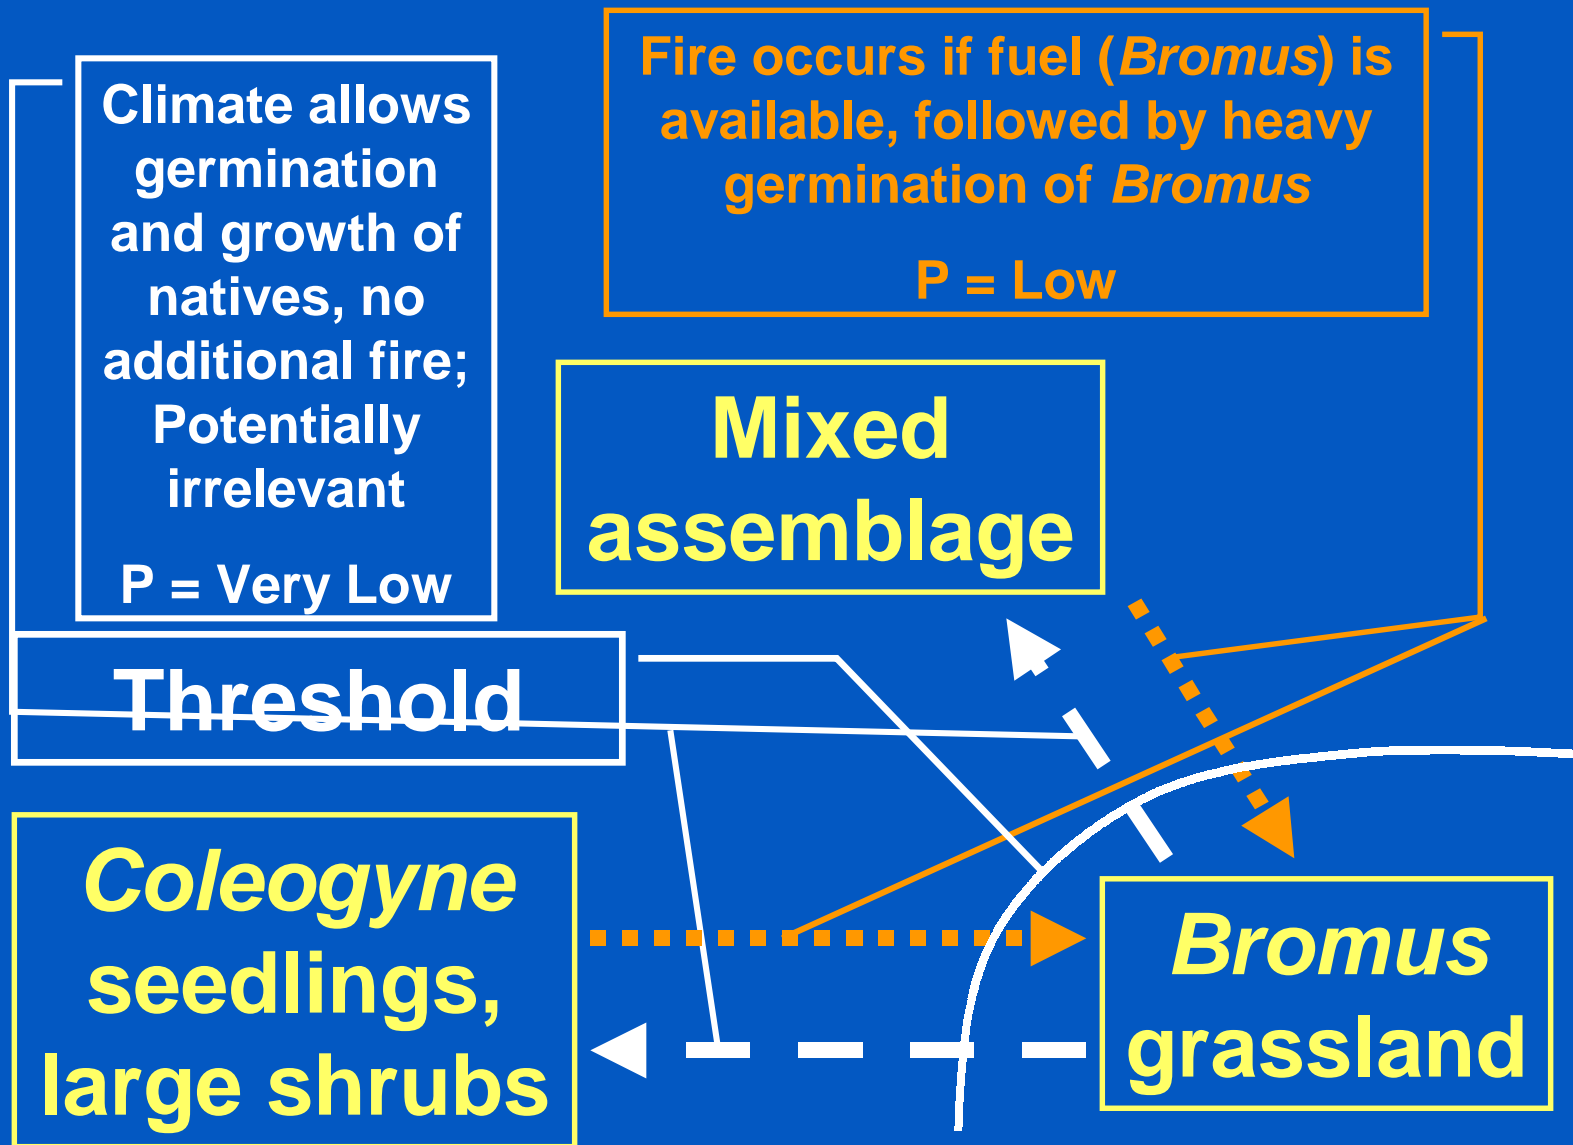 Climate allows
germination
and growth of
natives, no
additional fire;
Potentially
irrelevant
P = Very Low
Fire occurs if fuel (Bromus) is
available, followed by heavy
germination of Bromus
P = Low
Mixed
assemblage
Threshold
Coleogyne
seedlings,
large shrubs
Bromus
grassland